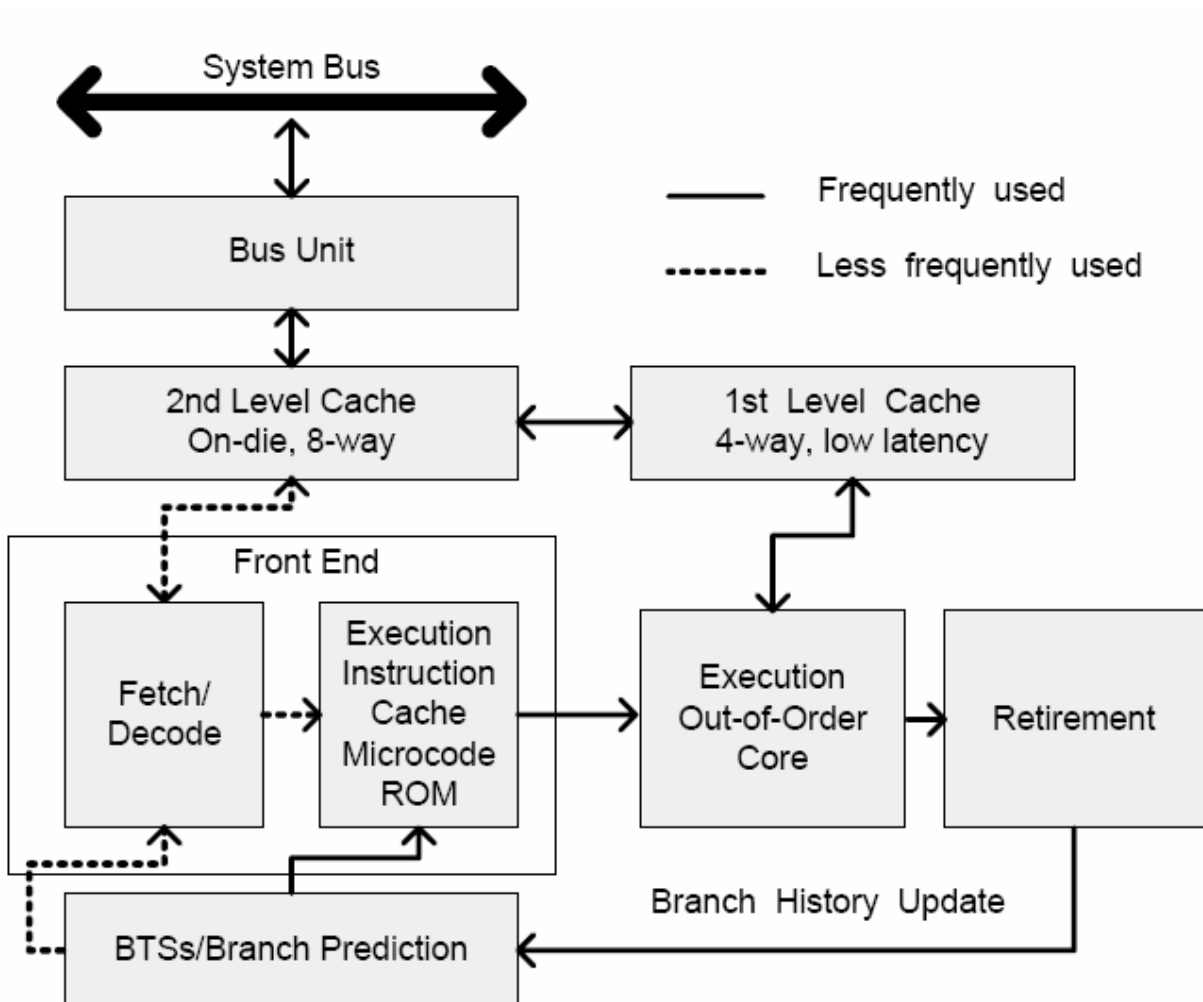 System Bus
Frequently used
Bus Unit
Less frequently used
2nd Level Cache
On-die, 8-way
1st Level Cache
4-way, low latency
Front End
Fetch/
Decode
Execution
Instruction
Cache
Microcode
ROM
Execution
Out-of-Order
Core
Retirement
Branch History Update
BTSs/Branch Prediction